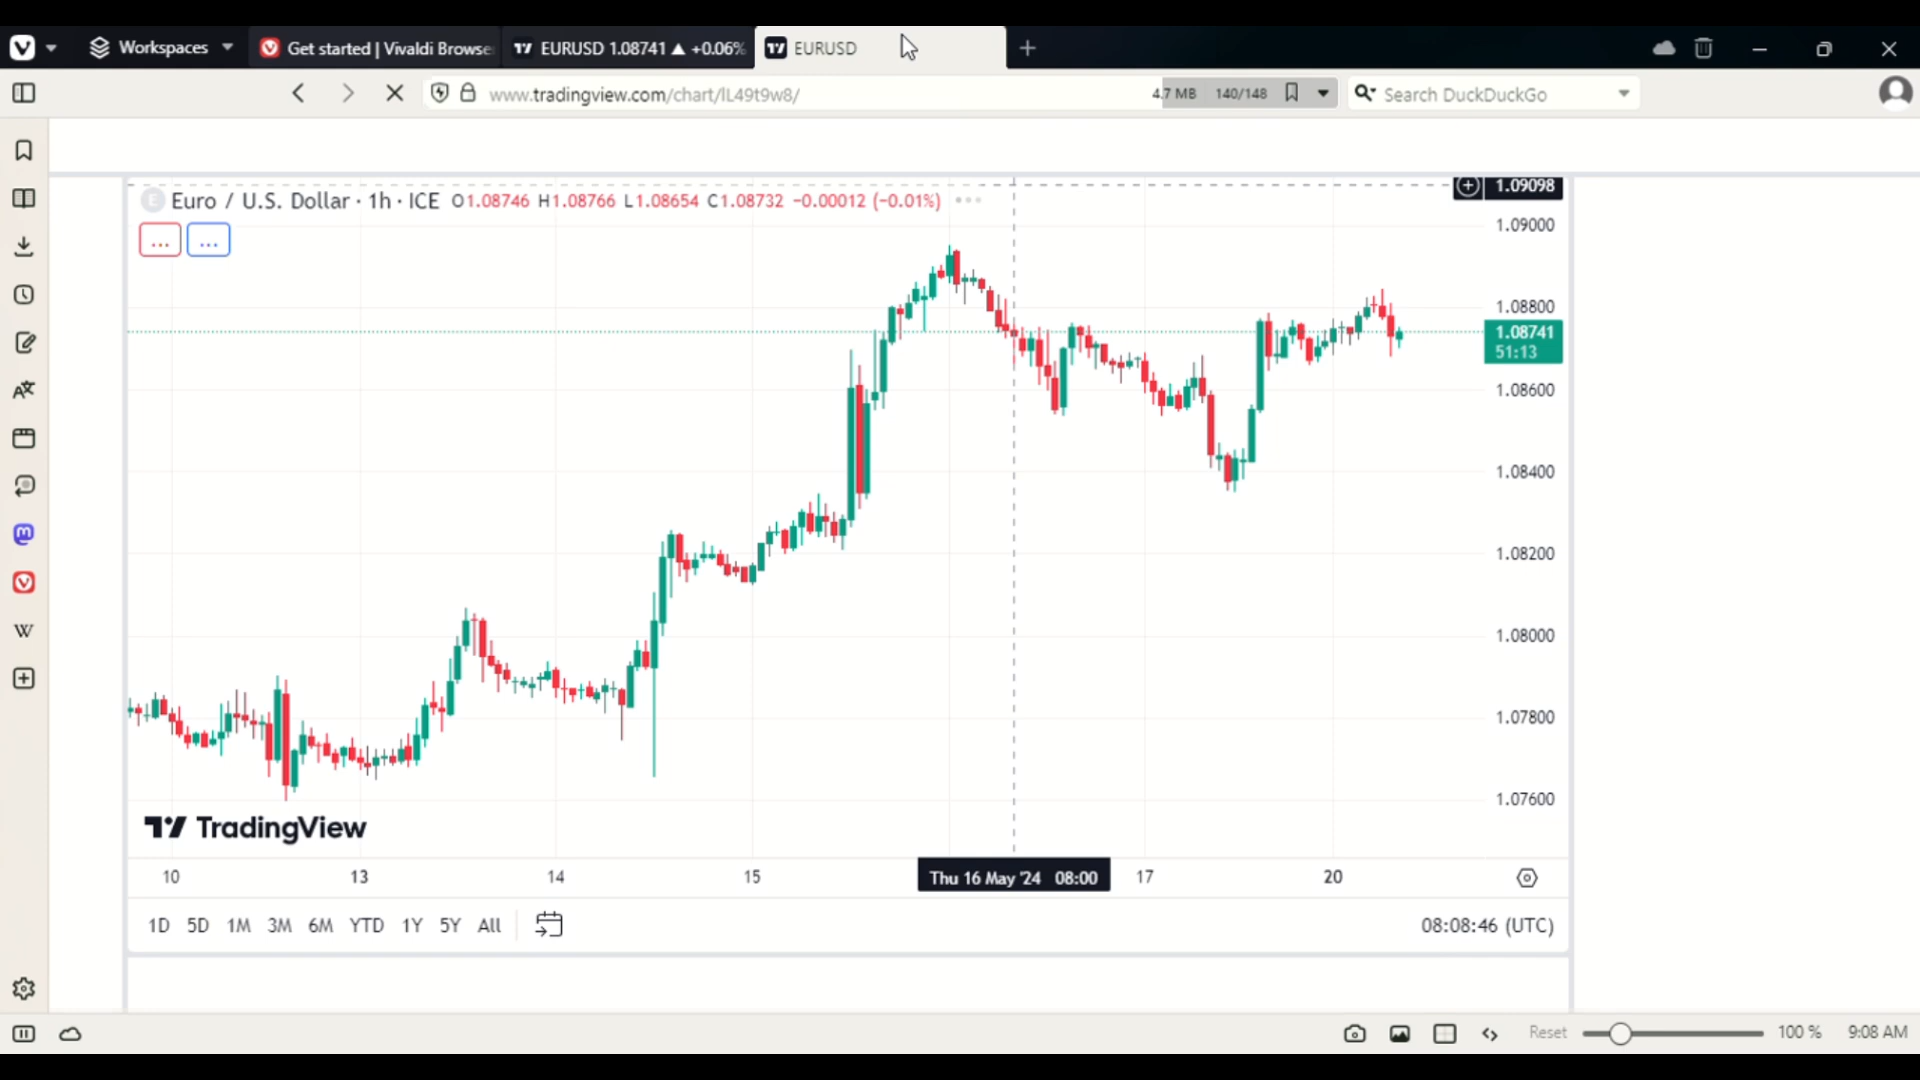 Workspaces
Get started | Vivaldi Browse
EURUSD 1.08741 ▲ +0.06%
EURUSD
www.tradingview.com/chart/lL49t9w8/
4.7 MB 140/148
Search DuckDuckGo
E Euro / U.S. Dollar · 1h · ICE O1.08746 H1.08766 L1.08654 C1.08732 −0.00012 (−0.01%)
... ...
1.09098
1.09000
1.08800
1.08741
51:13
1.08600
1.08400
1.08200
1.08000
1.07800
1.07600
W
TradingView
10 13 14 15 Thu 16 May '24 08:00 17 20
1D 5D 1M 3M 6M YTD 1Y 5Y All
08:08:46 (UTC)
Reset 100 % 9:08 AM